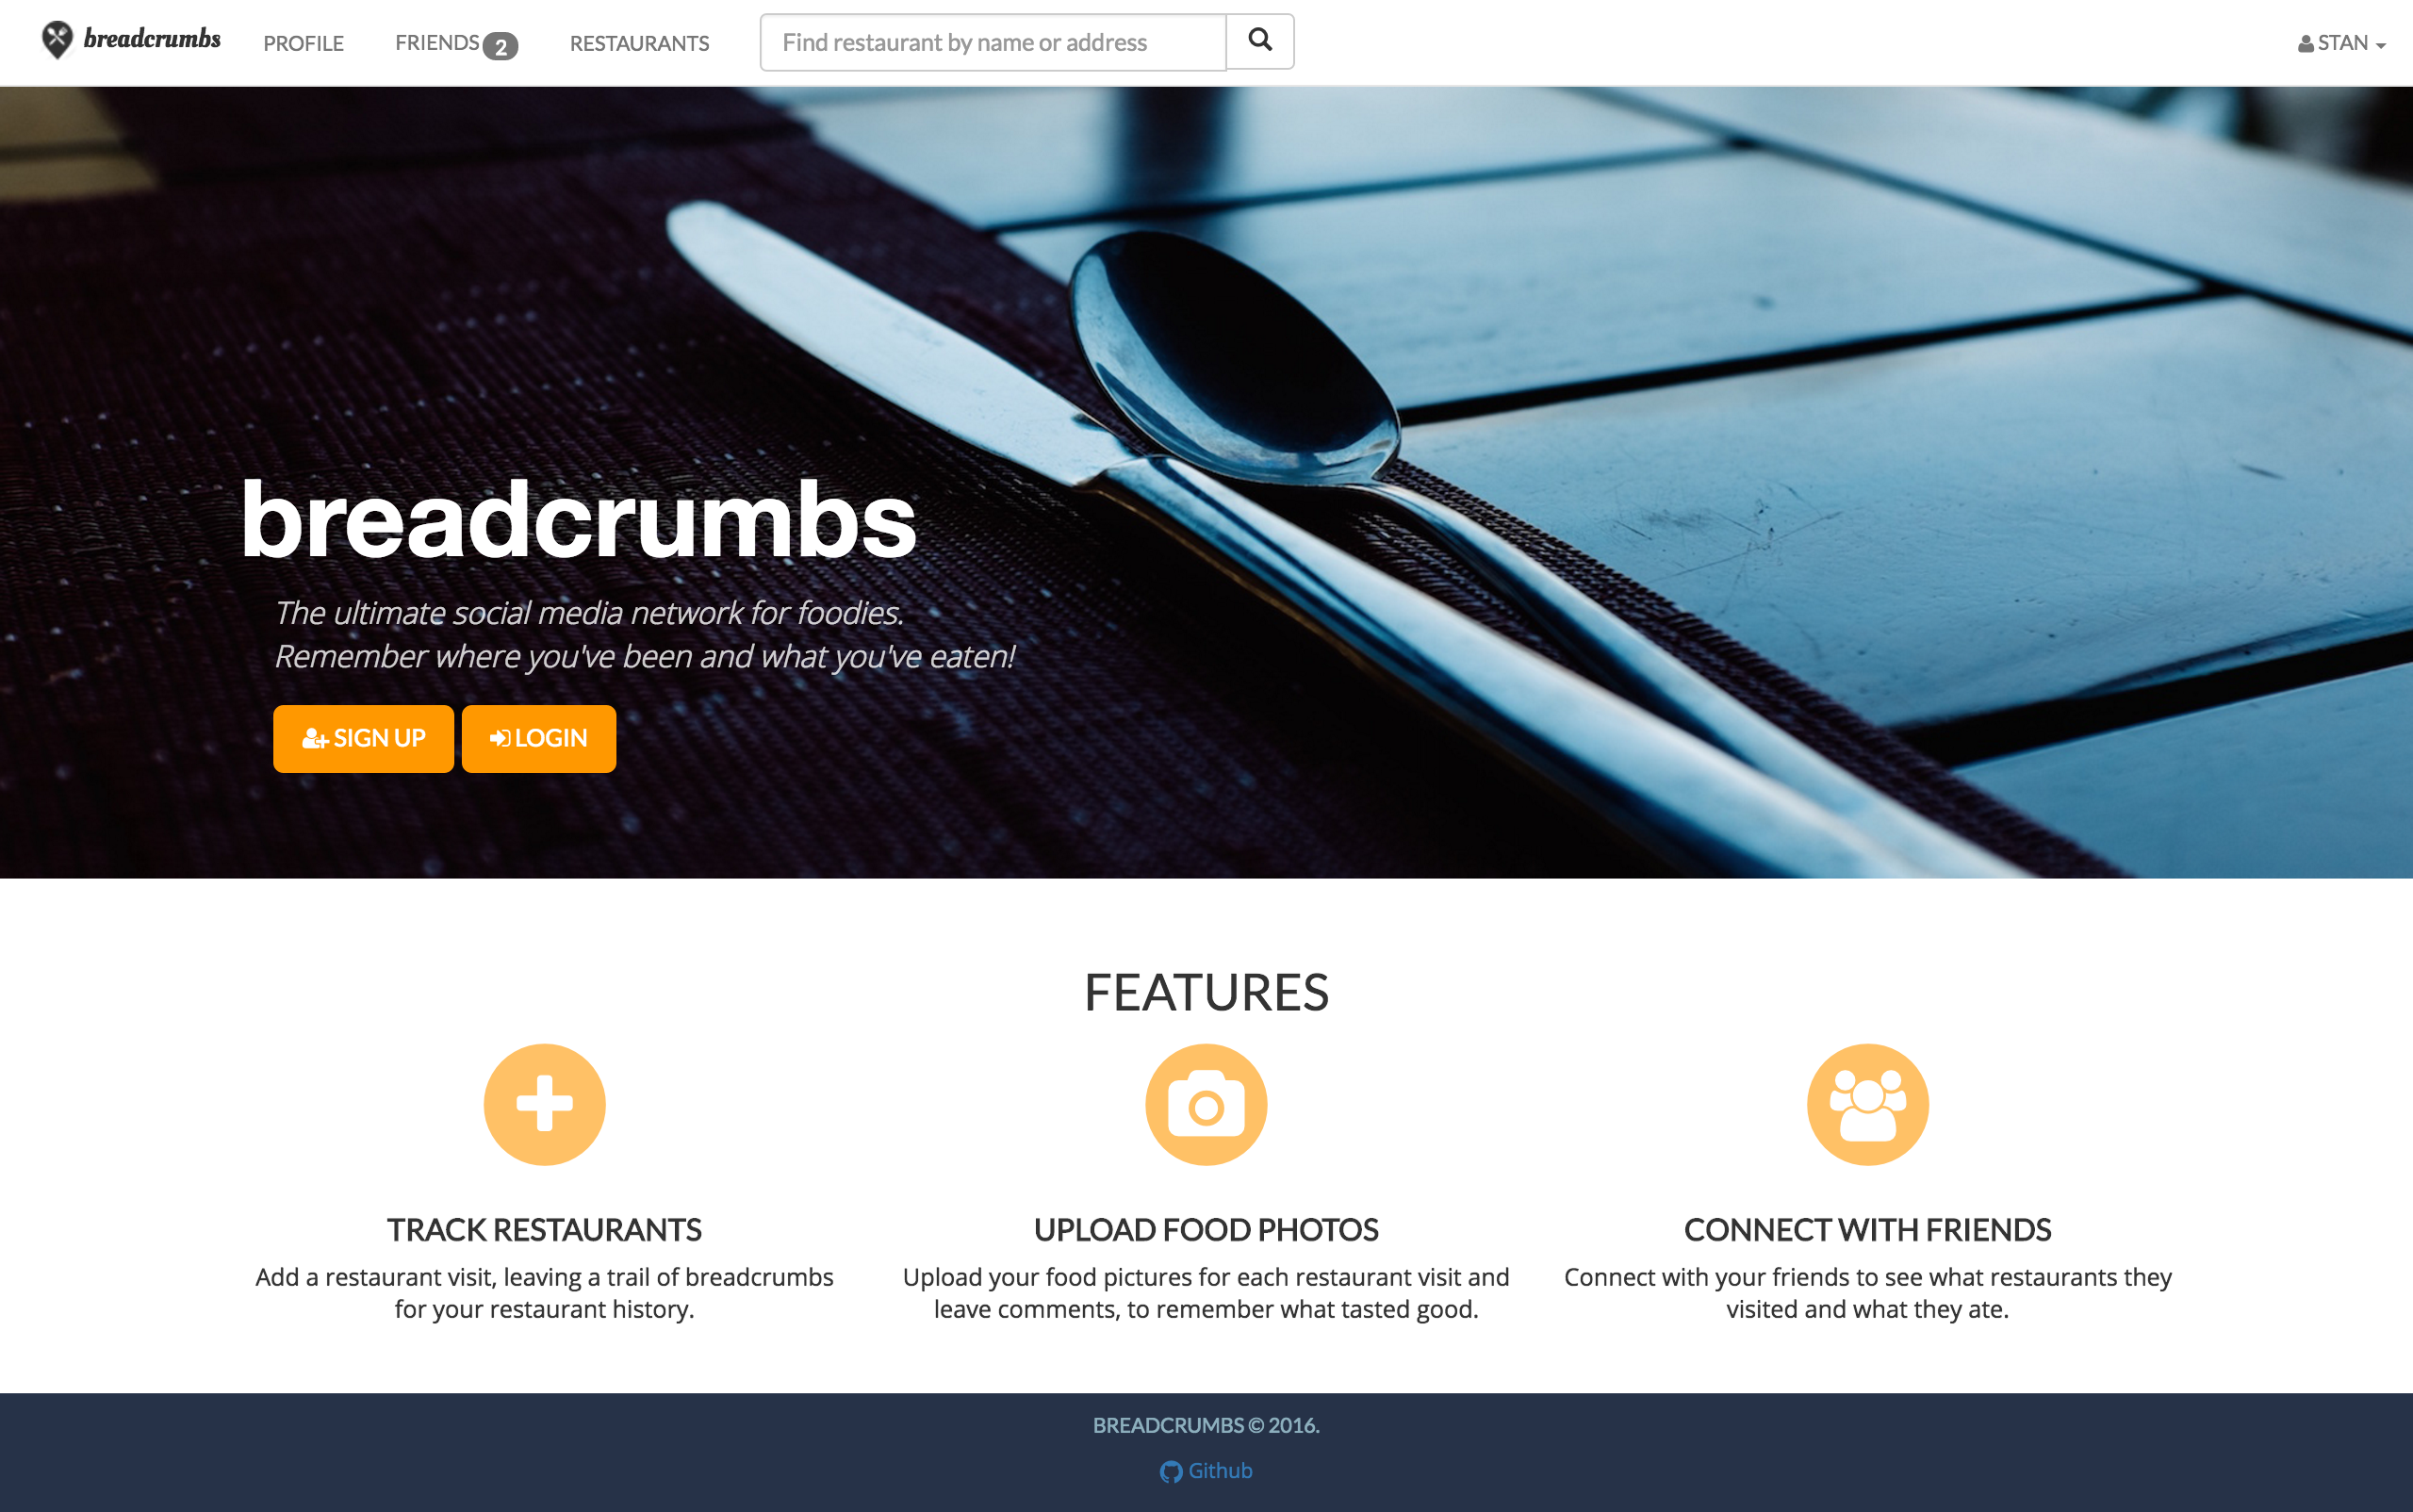 breadcrumbs
PROFILE
FRIENDS 2
RESTAURANTS
Find restaurant by name or address
STAN
breadcrumbs
The ultimate social media network for foodies.
Remember where you've been and what you've eaten!
SIGN UP
LOGIN
FEATURES
TRACK RESTAURANTS
Add a restaurant visit, leaving a trail of breadcrumbs
for your restaurant history.
UPLOAD FOOD PHOTOS
Upload your food pictures for each restaurant visit and
leave comments, to remember what tasted good.
CONNECT WITH FRIENDS
Connect with your friends to see what restaurants they
visited and what they ate.
BREADCRUMBS © 2016.
Github